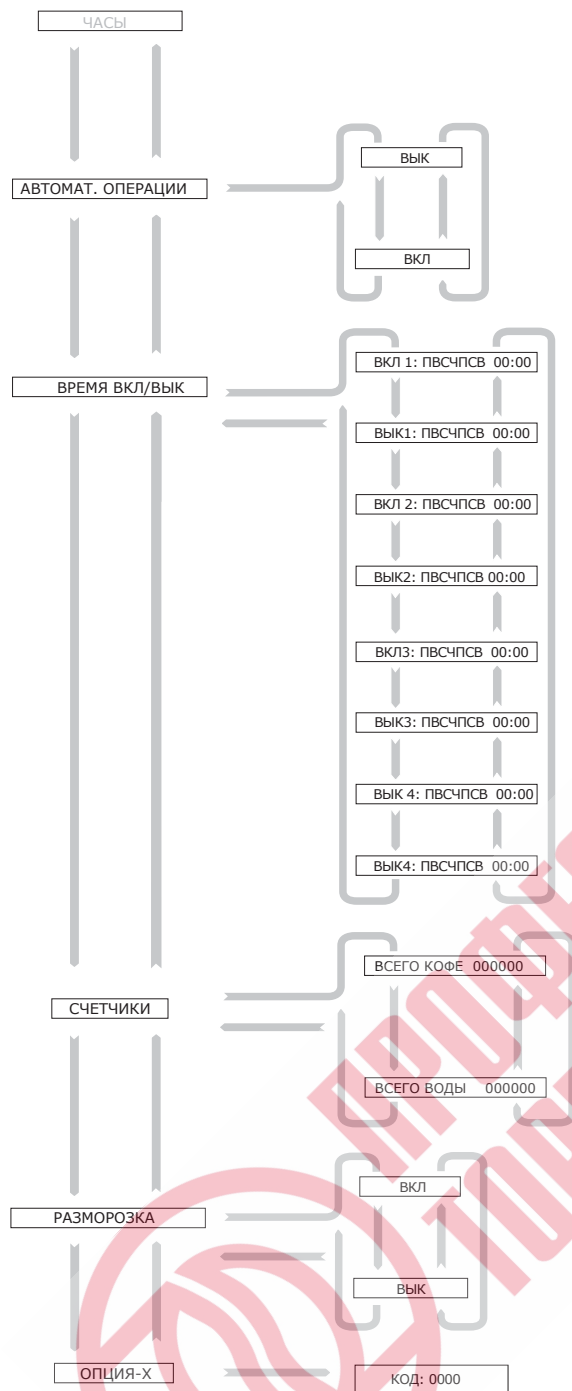 ЧАСЫ
АВТОМАТ. ОПЕРАЦИИ
ВЫК
ВКЛ
ВРЕМЯ ВКЛ/ВЫК
ВКЛ 1: ПВСЧПСВ 00:00
ВЫК1: ПВСЧПСВ 00:00
ВКЛ 2: ПВСЧПСВ 00:00
ВЫК2: ПВСЧПСВ 00:00
ВКЛ3: ПВСЧПСВ 00:00
ВЫК3: ПВСЧПСВ 00:00
ВЫК 4: ПВСЧПСВ 00:00
ВЫК4: ПВСЧПСВ 00:00
СЧЕТЧИКИ
ВСЕГО КОФЕ 000000
ВСЕГО ВОДЫ 000000
РАЗМОРОЗКА
ВКЛ
ВЫК
ОПЦИЯ-X
КОД: 0000